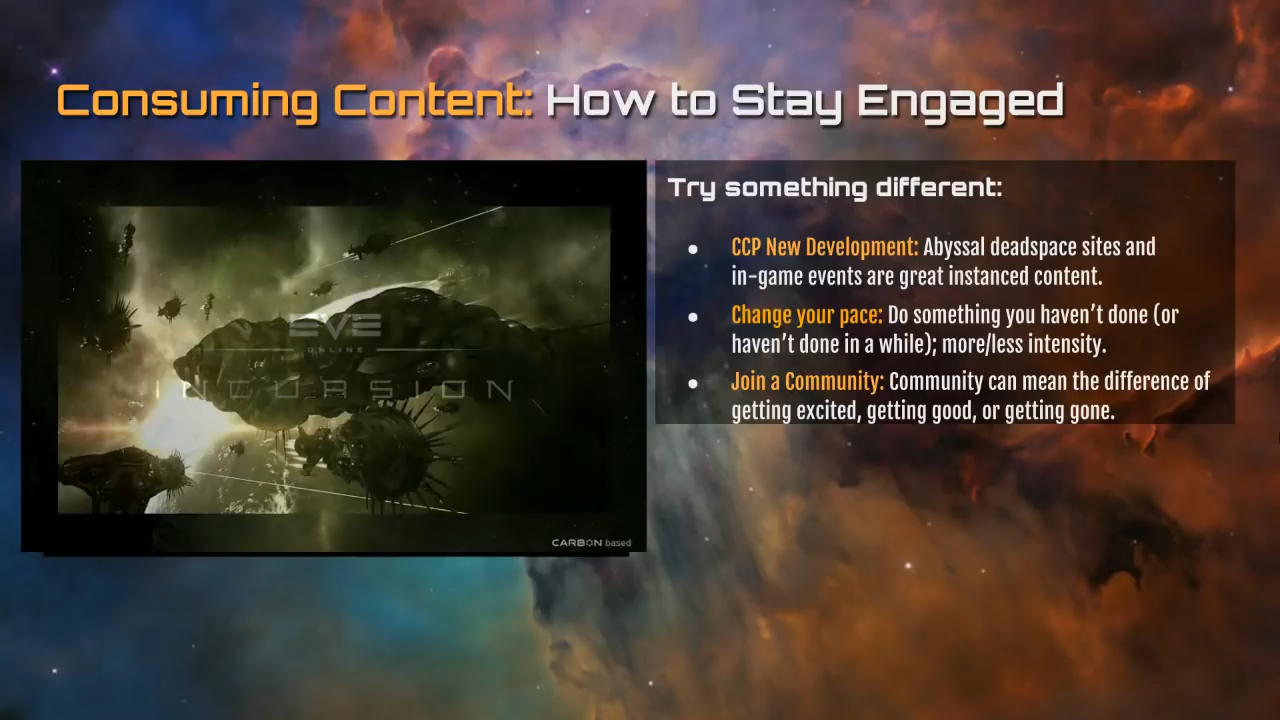 Consuming Content: How to Stay Engaged
EVE
ONLINE
INCURSION
CARBON based
Try something different:
● CCP New Development: Abyssal deadspace sites and
in-game events are great instanced content.
● Change your pace: Do something you haven't done (or
haven't done in a while); more/less intensity.
● Join a Community: Community can mean the difference of
getting excited, getting good, or getting gone.